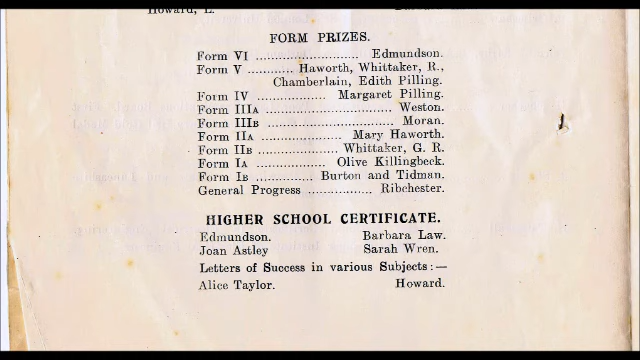 Howard, L.
FORM PRIZES.
Form VI .............................. Edmundson.
Form V ............ Haworth, Whittaker, R.,
Chamberlain, Edith Pilling.
Form IV .................... Margaret Pilling.
Form IIIA ...................................... Weston.
Form IIIB ...................................... Moran.
Form IIA ........................ Mary Haworth.
Form IIB ....................... Whittaker, G. R.
Form IA .................... Olive Killingbeck.
Form IB .............. Burton and Tidman.
General Progress .................. Ribchester.
HIGHER SCHOOL CERTIFICATE.
Edmundson. Barbara Law.
Joan Astley Sarah Wren.
Letters of Success in various Subjects:—
Alice Taylor. Howard.